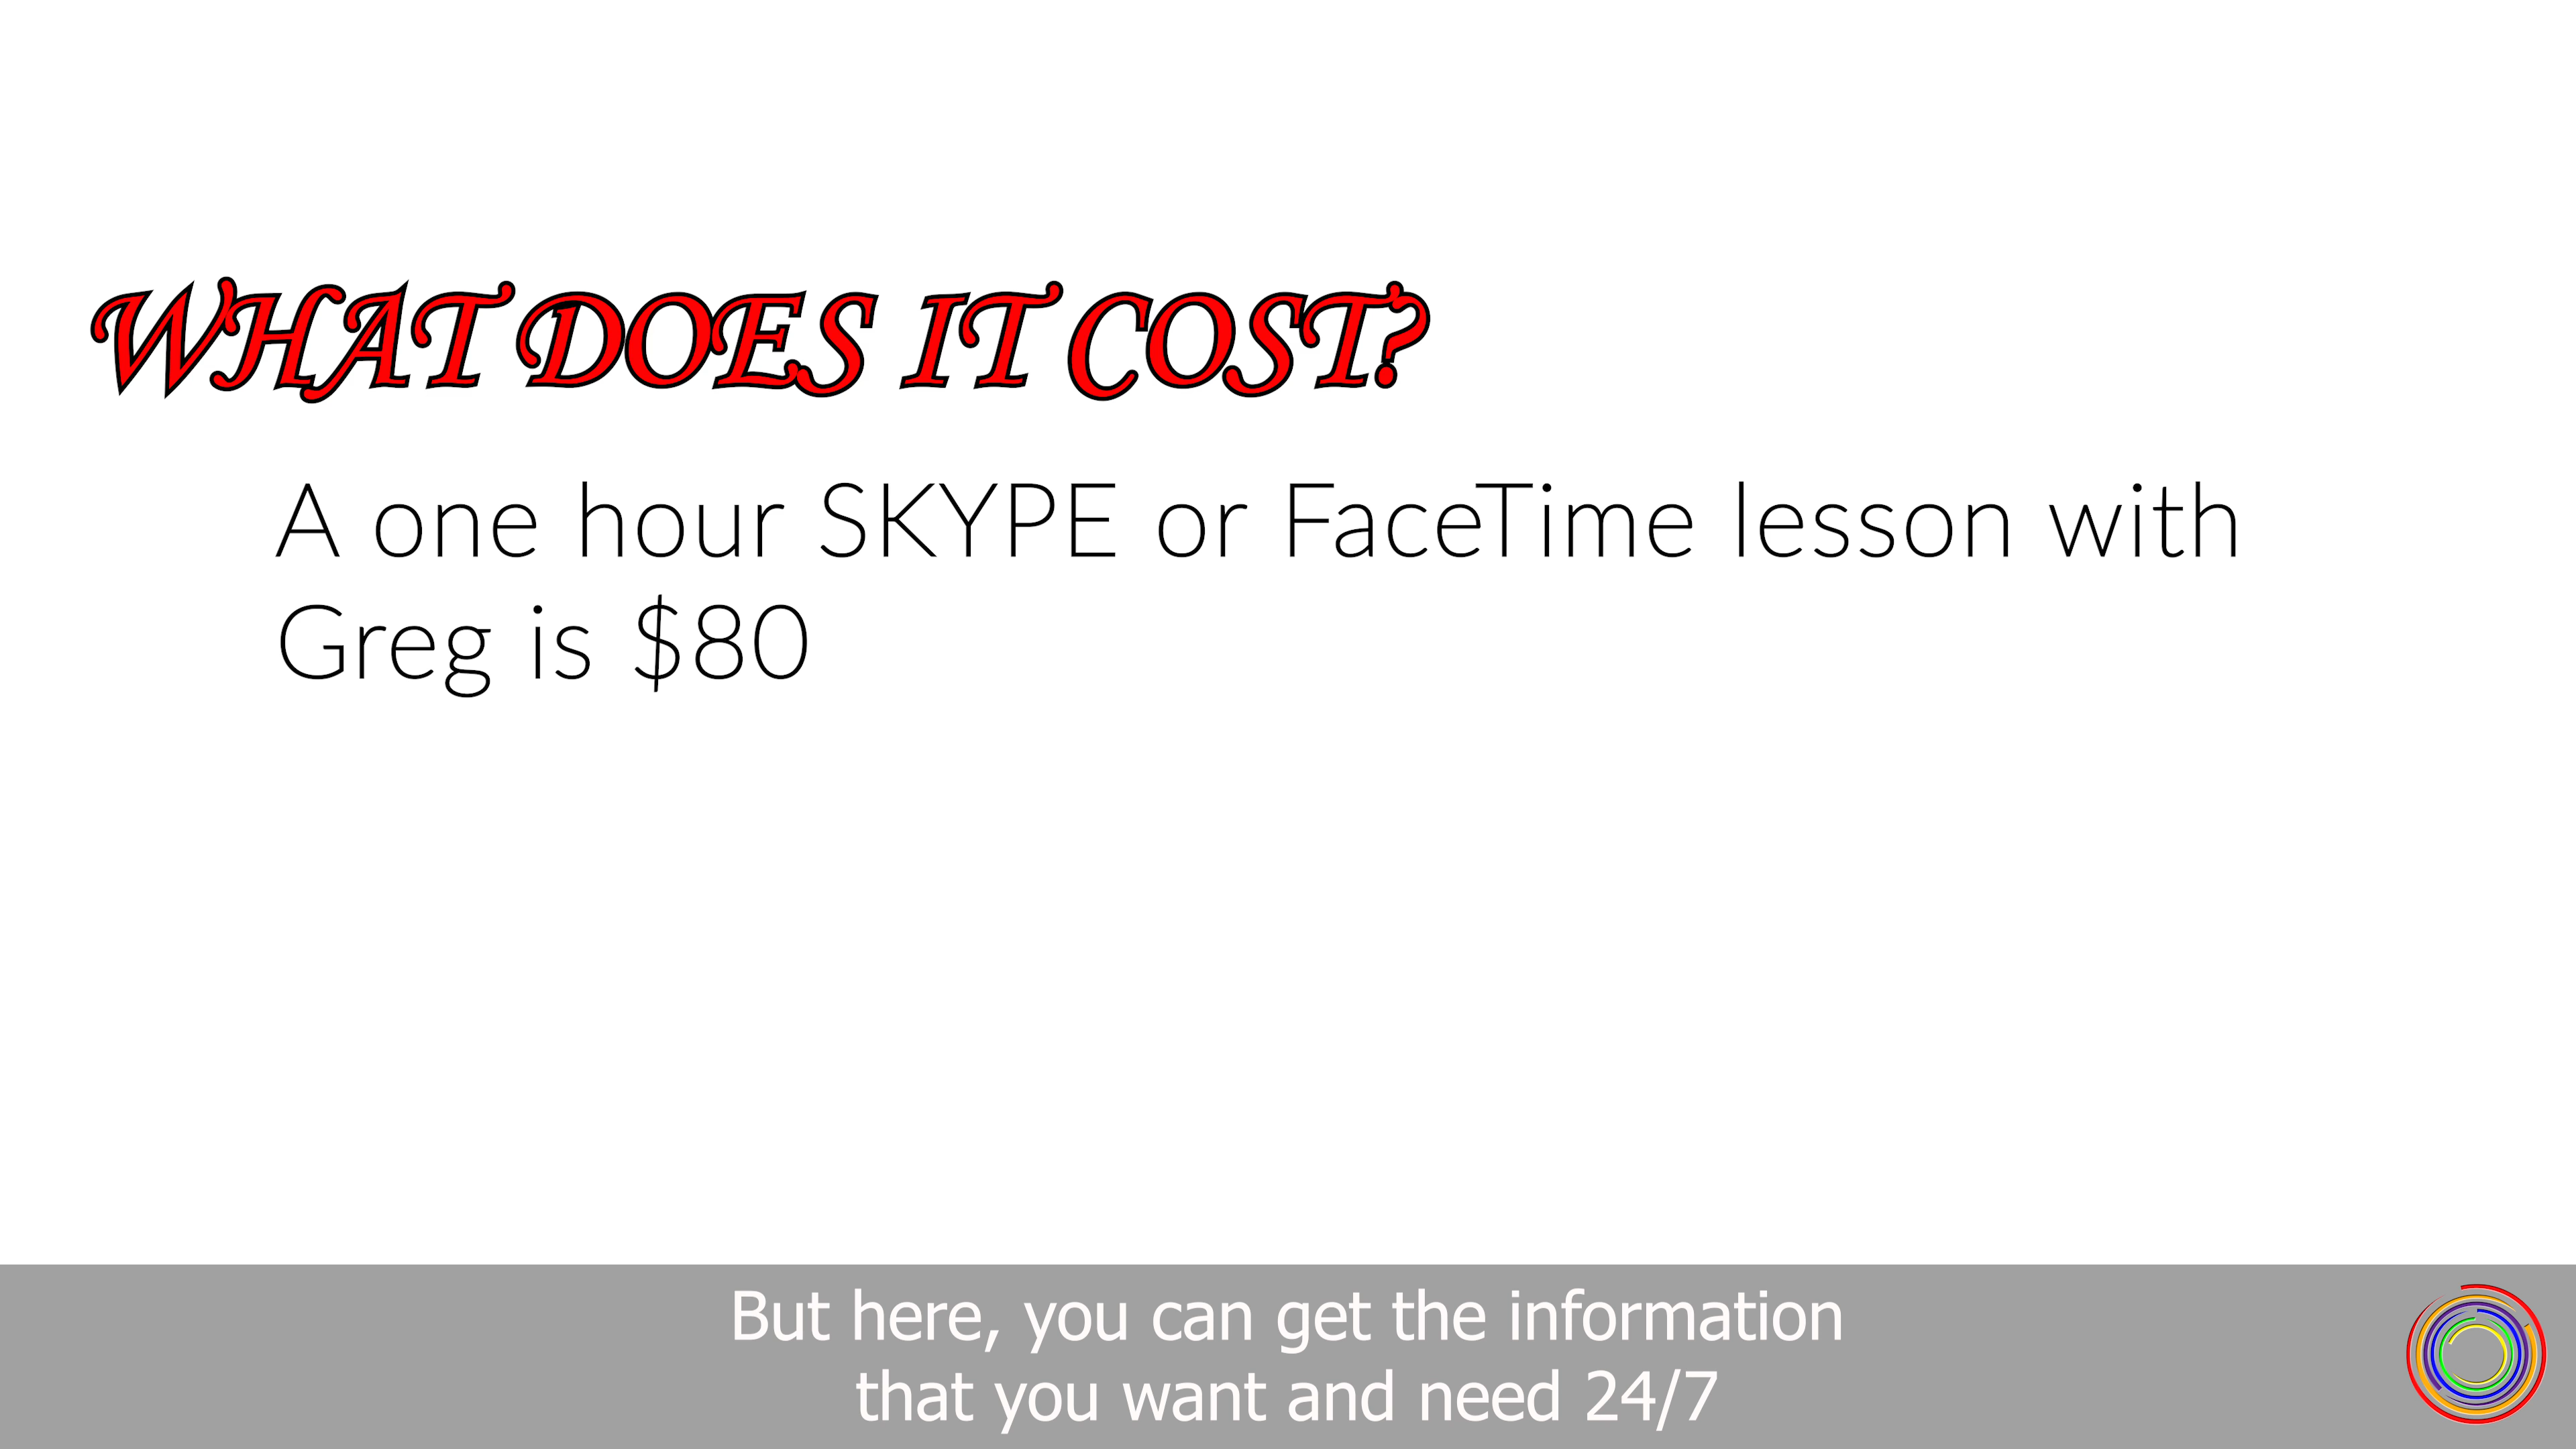 WHAT DOES IT COST?
A one hour SKYPE or FaceTime lesson with
Greg is $80
But here, you can get the information
that you want and need 24/7